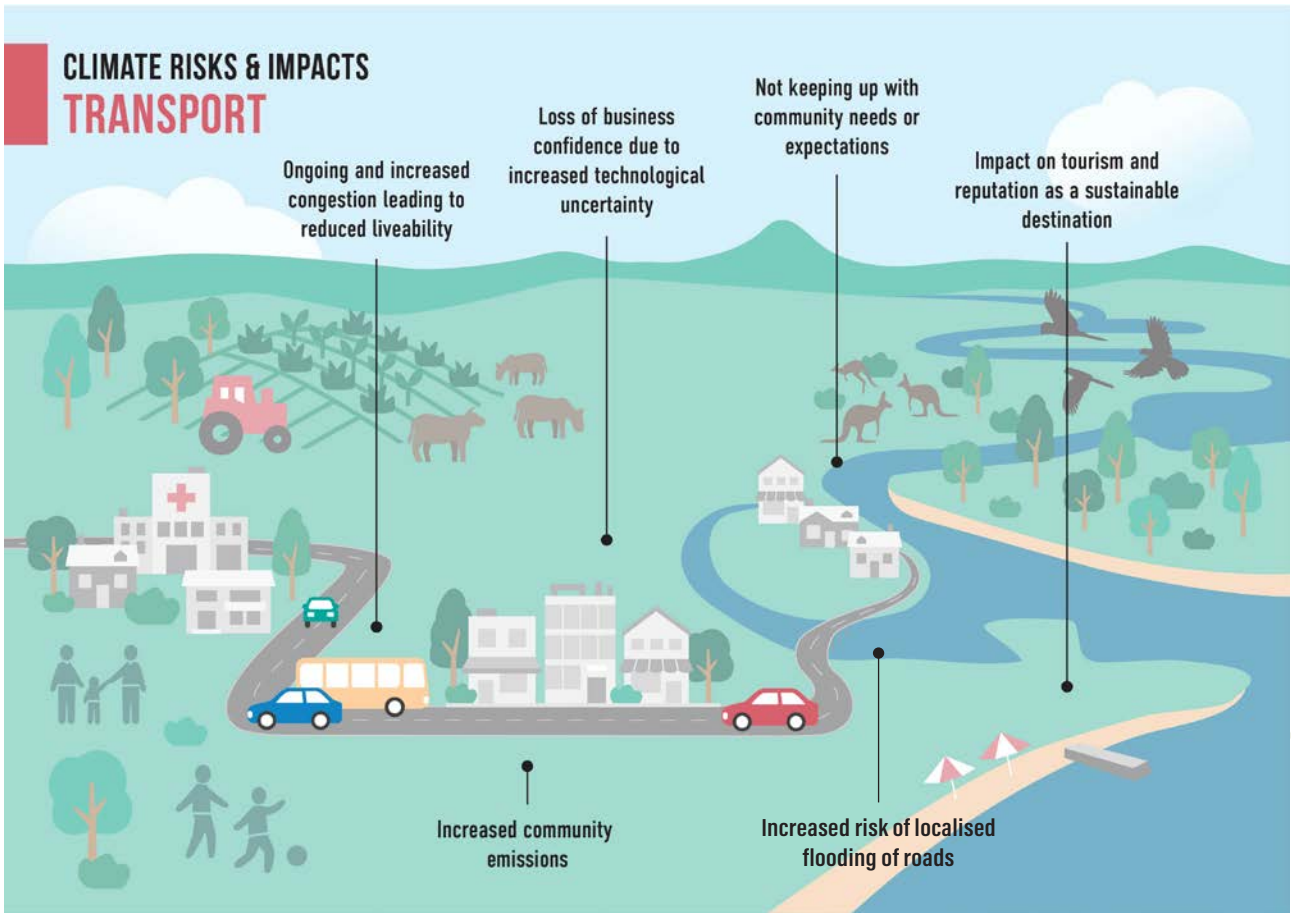 CLIMATE RISKS & IMPACTS
TRANSPORT
Ongoing and increased
congestion leading to
reduced liveability
Loss of business
confidence due to
increased technological
uncertainty
Not keeping up with
community needs or
expectations
Impact on tourism and
reputation as a sustainable
destination
Increased community
emissions
Increased risk of localised
flooding of roads